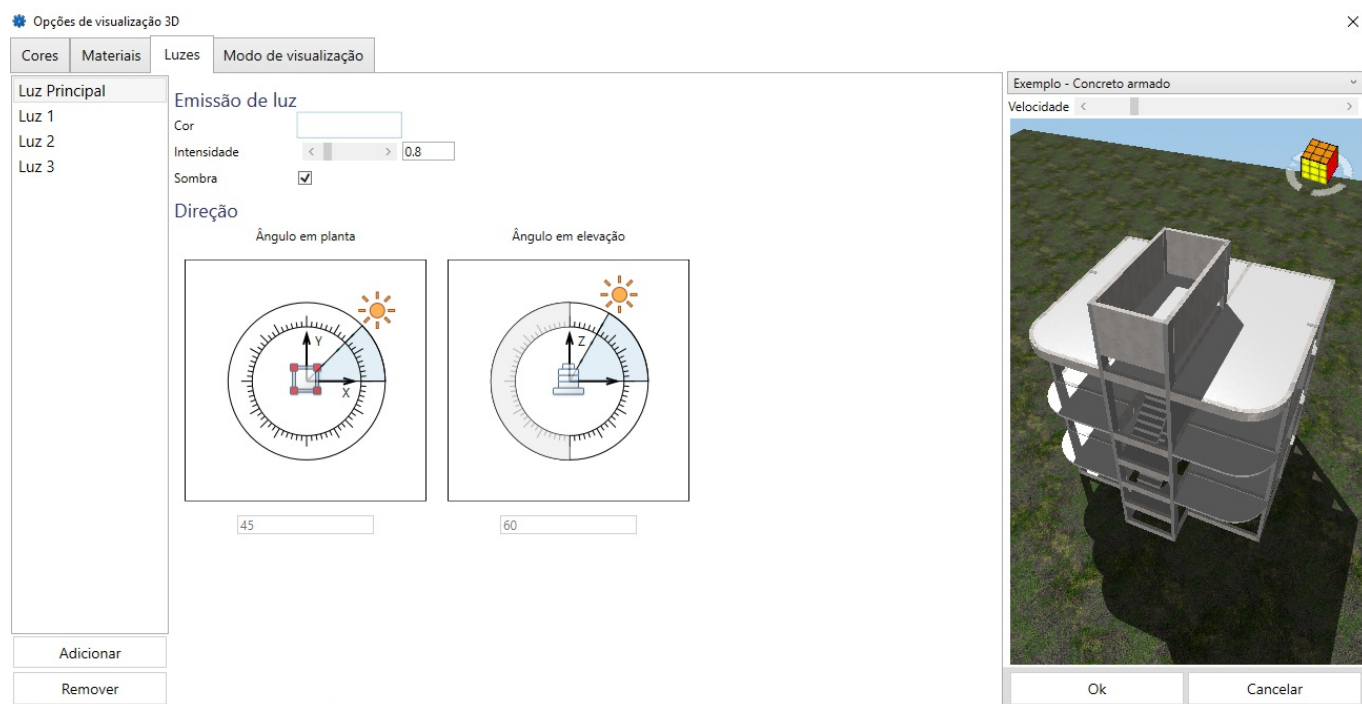 Opções de visualização 3D
Cores
Materiais
Luzes
Modo de visualização
Luz Principal
Luz 1
Luz 2
Luz 3
Adicionar
Remover
Emissão de luz
Cor
Intensidade
0.8
Sombra
Direção
Ângulo em planta
Ângulo em elevação
Y
X
Z
45
60
Exemplo - Concreto armado
Velocidade
Ok
Cancelar